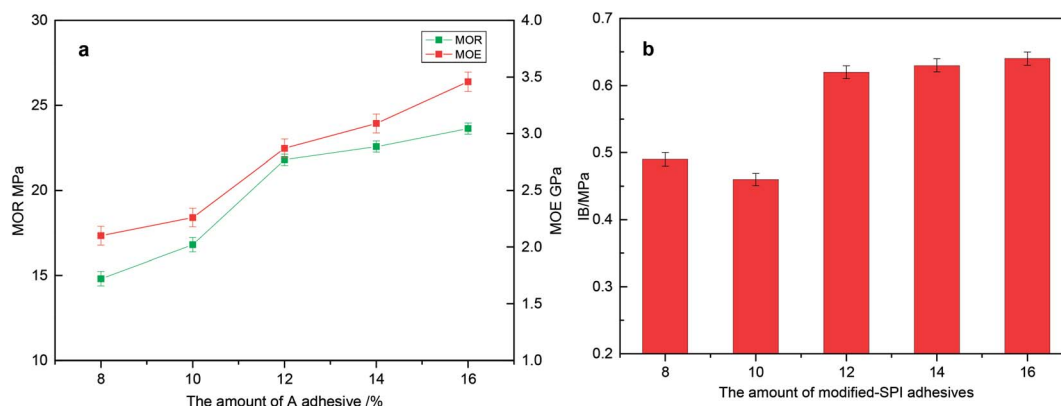 a
MOR
MOE
30
25
20
15
10
MOR MPa
4.0
3.5
3.0
2.5
2.0
1.5
1.0
MOE GPa
8 10 12 14 16
The amount of A adhesive /%
b
0.7
0.6
0.5
0.4
0.3
0.2
IB/MPa
8 10 12 14 16
The amount of modified-SPI adhesives